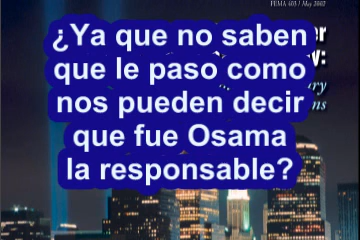 FEMA 403 / May 2002
¿Ya que no saben
que le paso como
nos pueden decir
que fue Osama
la responsable?